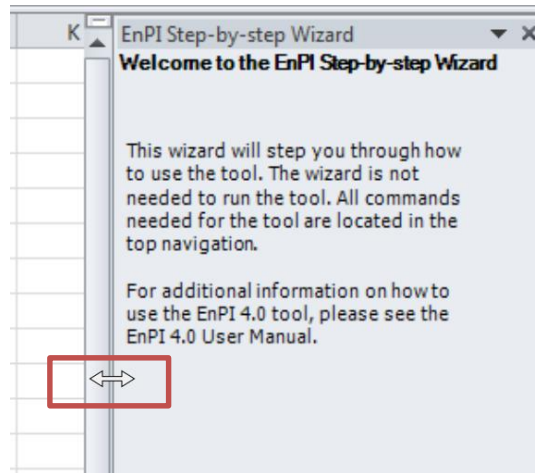 K
EnPI Step-by-step Wizard
Welcome to the EnPI Step-by-step Wizard
This wizard will step you through how
to use the tool. The wizard is not
needed to run the tool. All commands
needed for the tool are located in the
top navigation.
For additional information on how to
use the EnPI 4.0 tool, please see the
EnPI 4.0 User Manual.